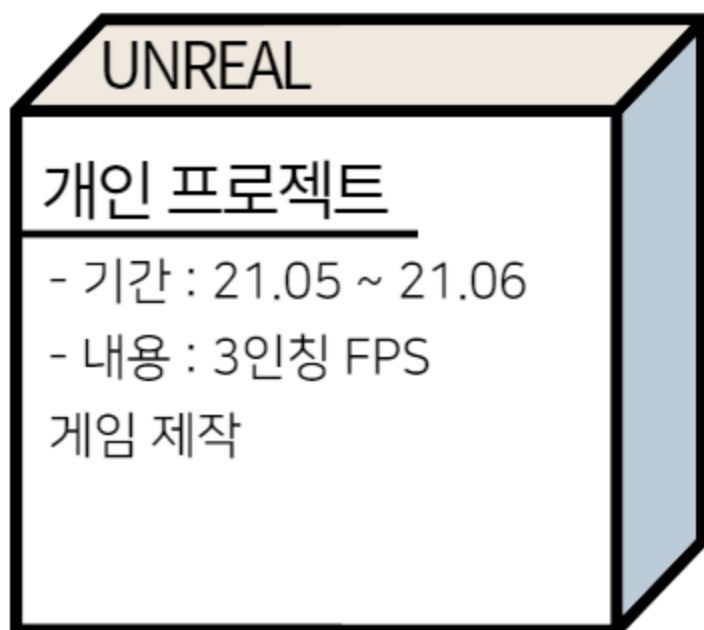 UNREAL
개인 프로젝트
- 기간 : 21.05 ~ 21.06
- 내용 : 3인칭 FPS
게임 제작